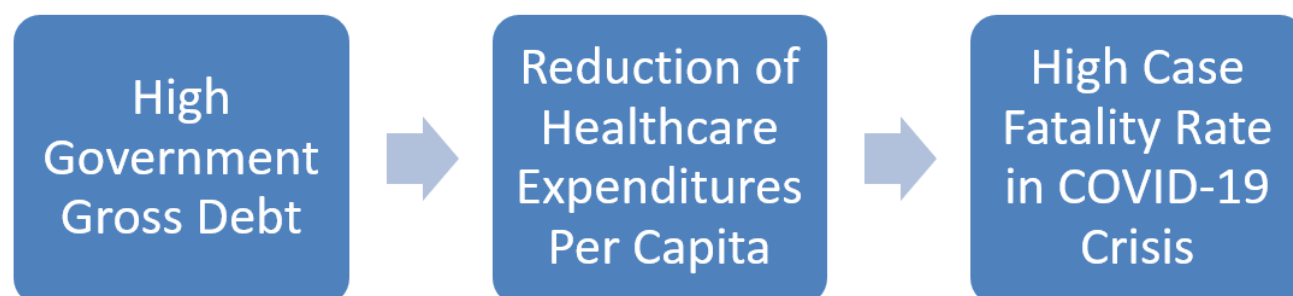 High
Government
Gross Debt
Reduction of
Healthcare
Expenditures
Per Capita
High Case
Fatality Rate
in COVID-19
Crisis